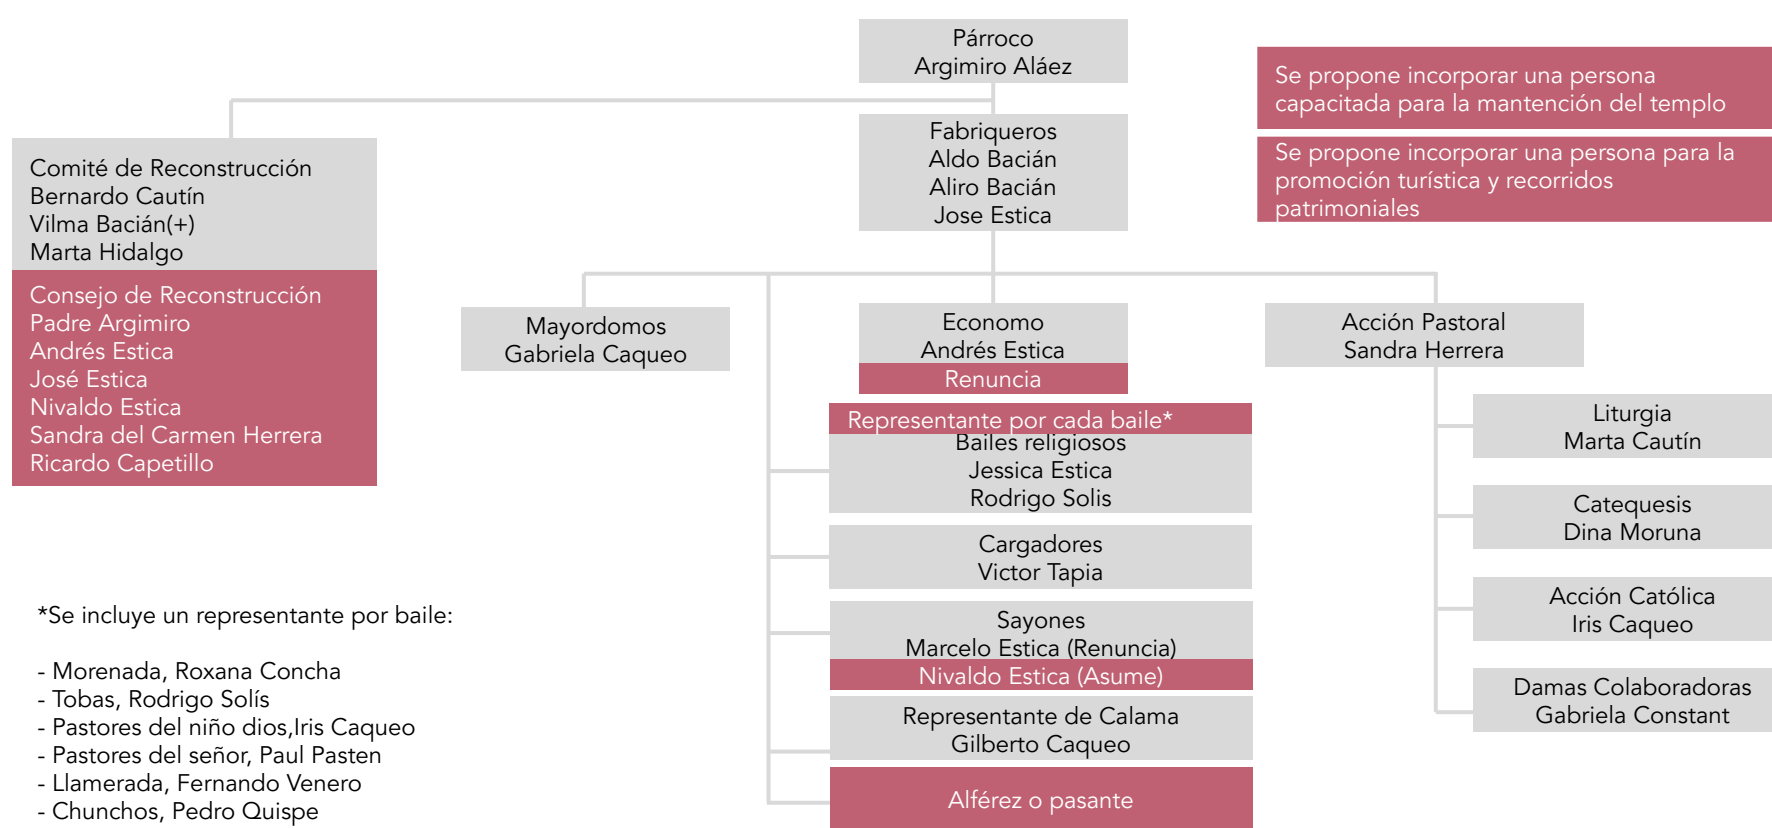 Párroco
Argimiro Aláez
Se propone incorporar una persona
capacitada para la mantención del templo
Se propone incorporar una persona para la
promoción turística y recorridos
patrimoniales
Fabriqueros
Aldo Bacián
Aliro Bacián
Jose Estica
Comité de Reconstrucción
Bernardo Cautín
Vilma Bacián(+)
Marta Hidalgo
Consejo de Reconstrucción
Padre Argimiro
Andrés Estica
José Estica
Nivaldo Estica
Sandra del Carmen Herrera
Ricardo Capetillo
Mayordomos
Gabriela Caqueo
Economo
Andrés Estica
Renuncia
Acción Pastoral
Sandra Herrera
Representante por cada baile*
Bailes religiosos
Jessica Estica
Rodrigo Solis
Cargadores
Victor Tapia
Sayones
Marcelo Estica (Renuncia)
Nivaldo Estica (Asume)
Representante de Calama
Gilberto Caqueo
Alférez o pasante
Liturgia
Marta Cautín
Catequesis
Dina Moruna
Acción Católica
Iris Caqueo
Damas Colaboradoras
Gabriela Constant
*Se incluye un representante por baile:
- Morenada, Roxana Concha
- Tobas, Rodrigo Solís
- Pastores del niño dios,Iris Caqueo
- Pastores del señor, Paul Pasten
- Llamerada, Fernando Venero
- Chunchos, Pedro Quispe